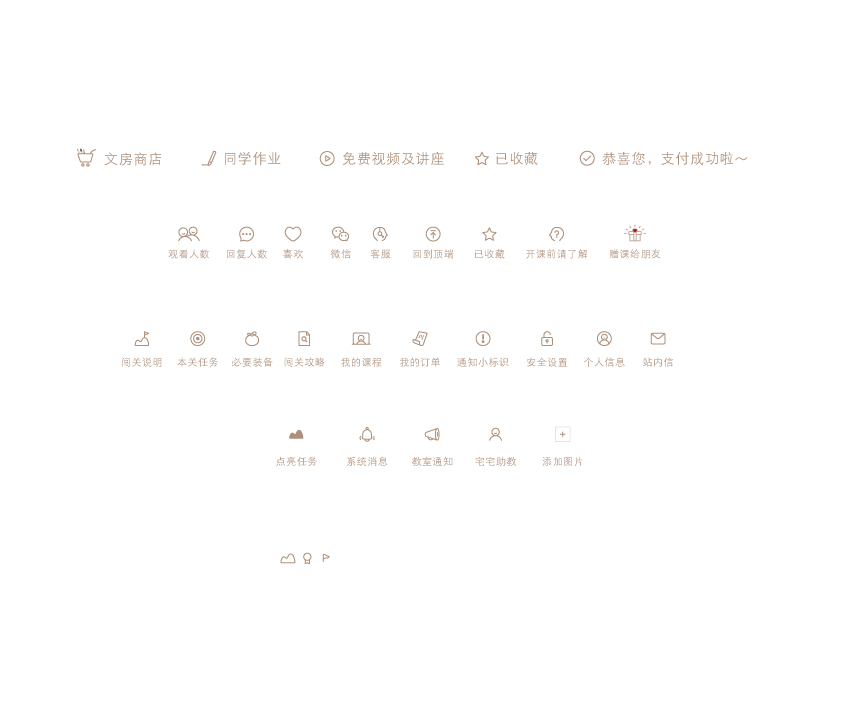 文房商店 同学作业 免费视频及讲座 已收藏 恭喜您，支付成功啦～
观看人数 回复人数 喜欢 微信 客服 回到顶端 已收藏 开课前请了解 赠课给朋友
闯关说明 本关任务 必要装备 闯关攻略 我的课程 我的订单 通知小标识 安全设置 个人信息 站内信
点亮任务 系统消息 教室通知 宅宅助教 添加图片